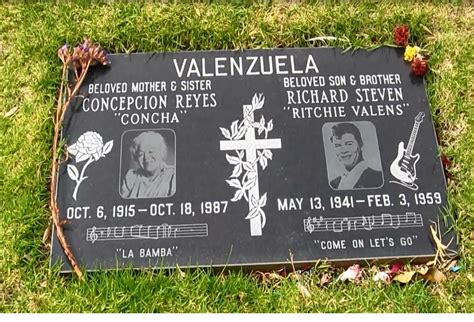 VALENZUELA
BELOVED MOTHER & SISTER
CONCEPCION REYES
"CONCHA"
OCT. 6, 1915 – OCT. 18, 1987
"LA BAMBA"
BELOVED SON & BROTHER
RICHARD STEVEN
"RITCHIE VALENS"
MAY 13, 1941 – FEB. 3, 1959
"COME ON LET'S GO"